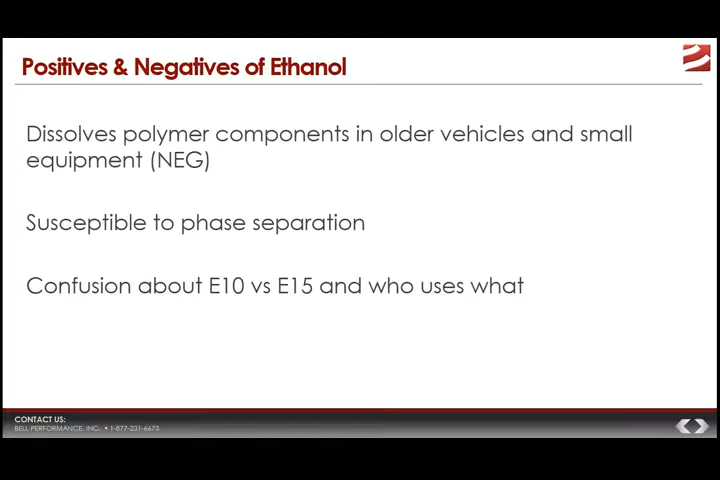 Positives & Negatives of Ethanol
Dissolves polymer components in older vehicles and small
equipment (NEG)
Susceptible to phase separation
Confusion about E10 vs E15 and who uses what
CONTACT US:
BELL PERFORMANCE, INC. • 1-877-231-6673